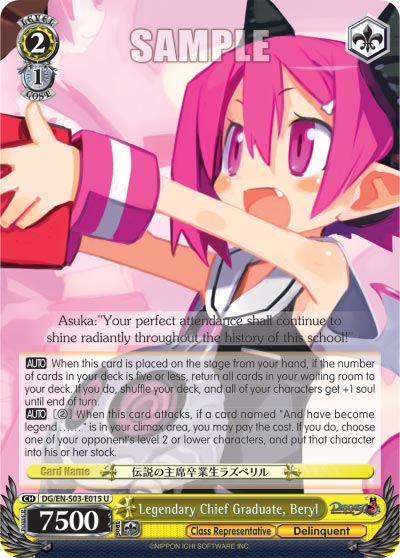 LEVEL
2
SAMPLE
1
COST
Asuka:"Your perfect attendance shall continue to
shine radiantly throughout the history of this school!"
AUTO When this card is placed on the stage from your hand, if the number
of cards in your deck is five or less, return all cards in your waiting room to
your deck. If you do, shuffle your deck, and all of your characters get +1 soul
until end of turn.
AUTO [②] When this card attacks, if a card named "And have become
legend ……" is in your climax area, you may pay the cost. If you do, choose
one of your opponent's level 2 or lower characters, and put that character
into his or her stock.
Card Name 伝説の主席卒業生ラズベリル
CH DG/EN-S03-E015 U
POWER 7500 SOUL Legendary Chief Graduate, Beryl DISGAEA 3
Class Representative Delinquent
©NIPPON ICHI SOFTWARE INC.